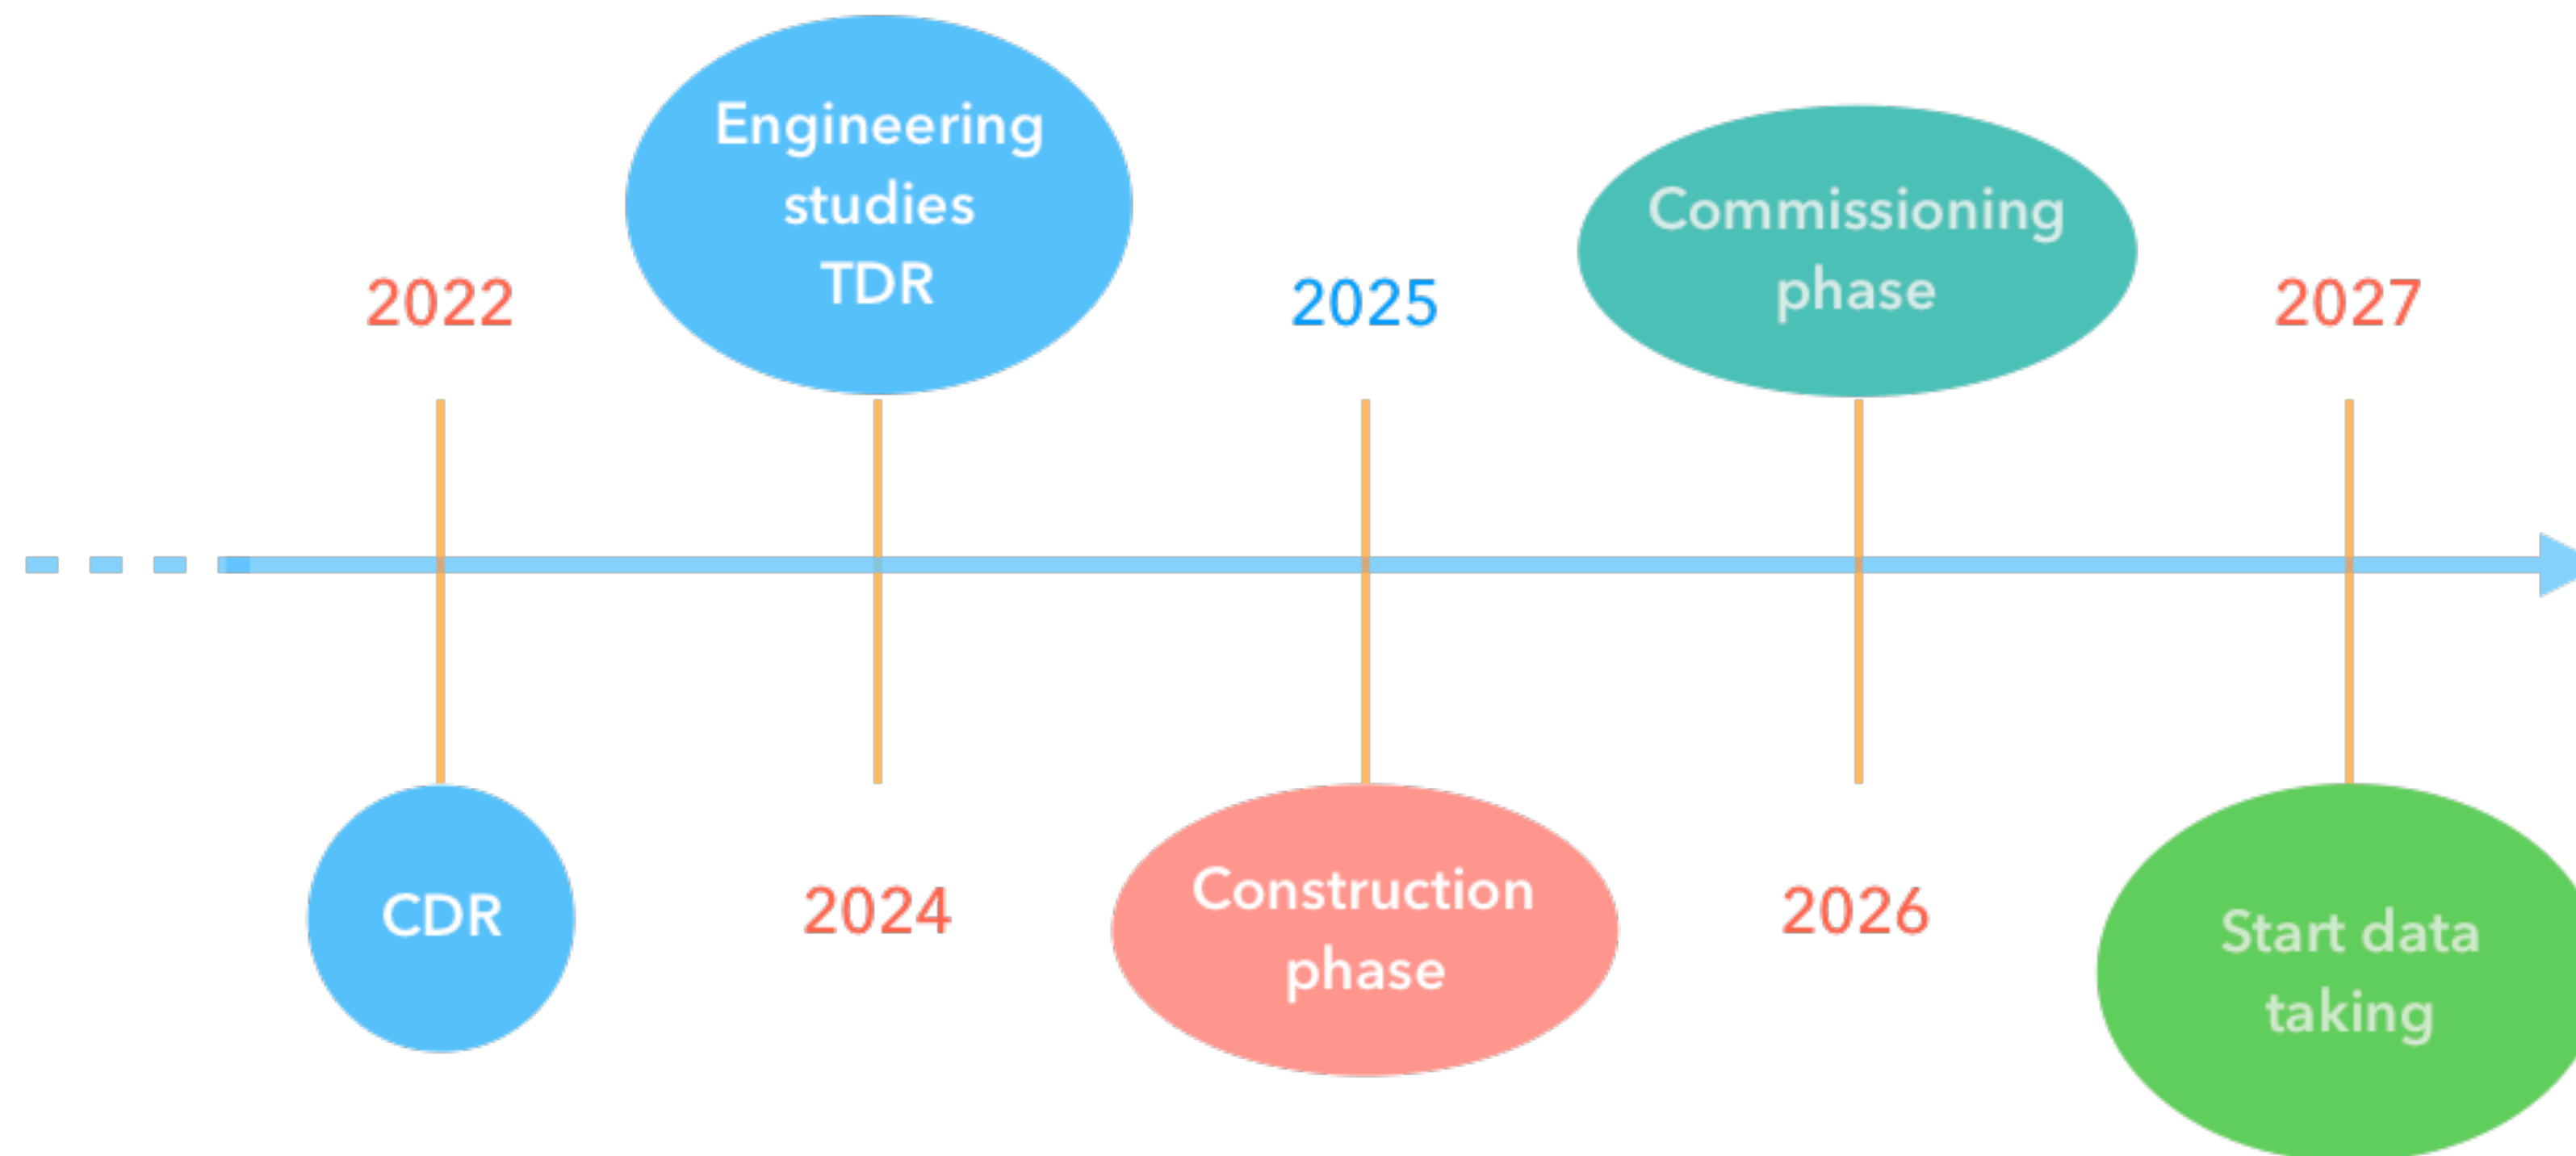 2022
CDR
Engineering
studies
TDR
2024
2025
Construction
phase
Commissioning
phase
2026
2027
Start data
taking